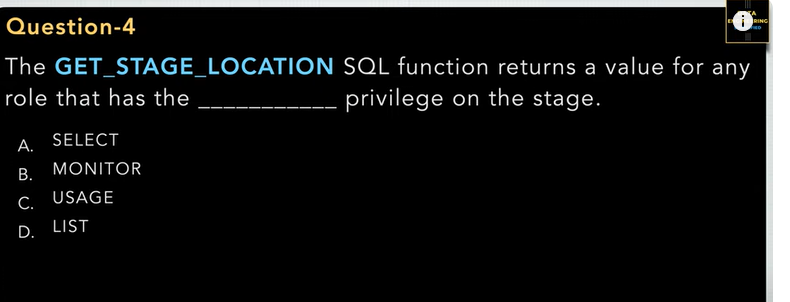 Question-4
The GET_STAGE_LOCATION SQL function returns a value for any
role that has the ___________ privilege on the stage.
A. SELECT
B. MONITOR
C. USAGE
D. LIST